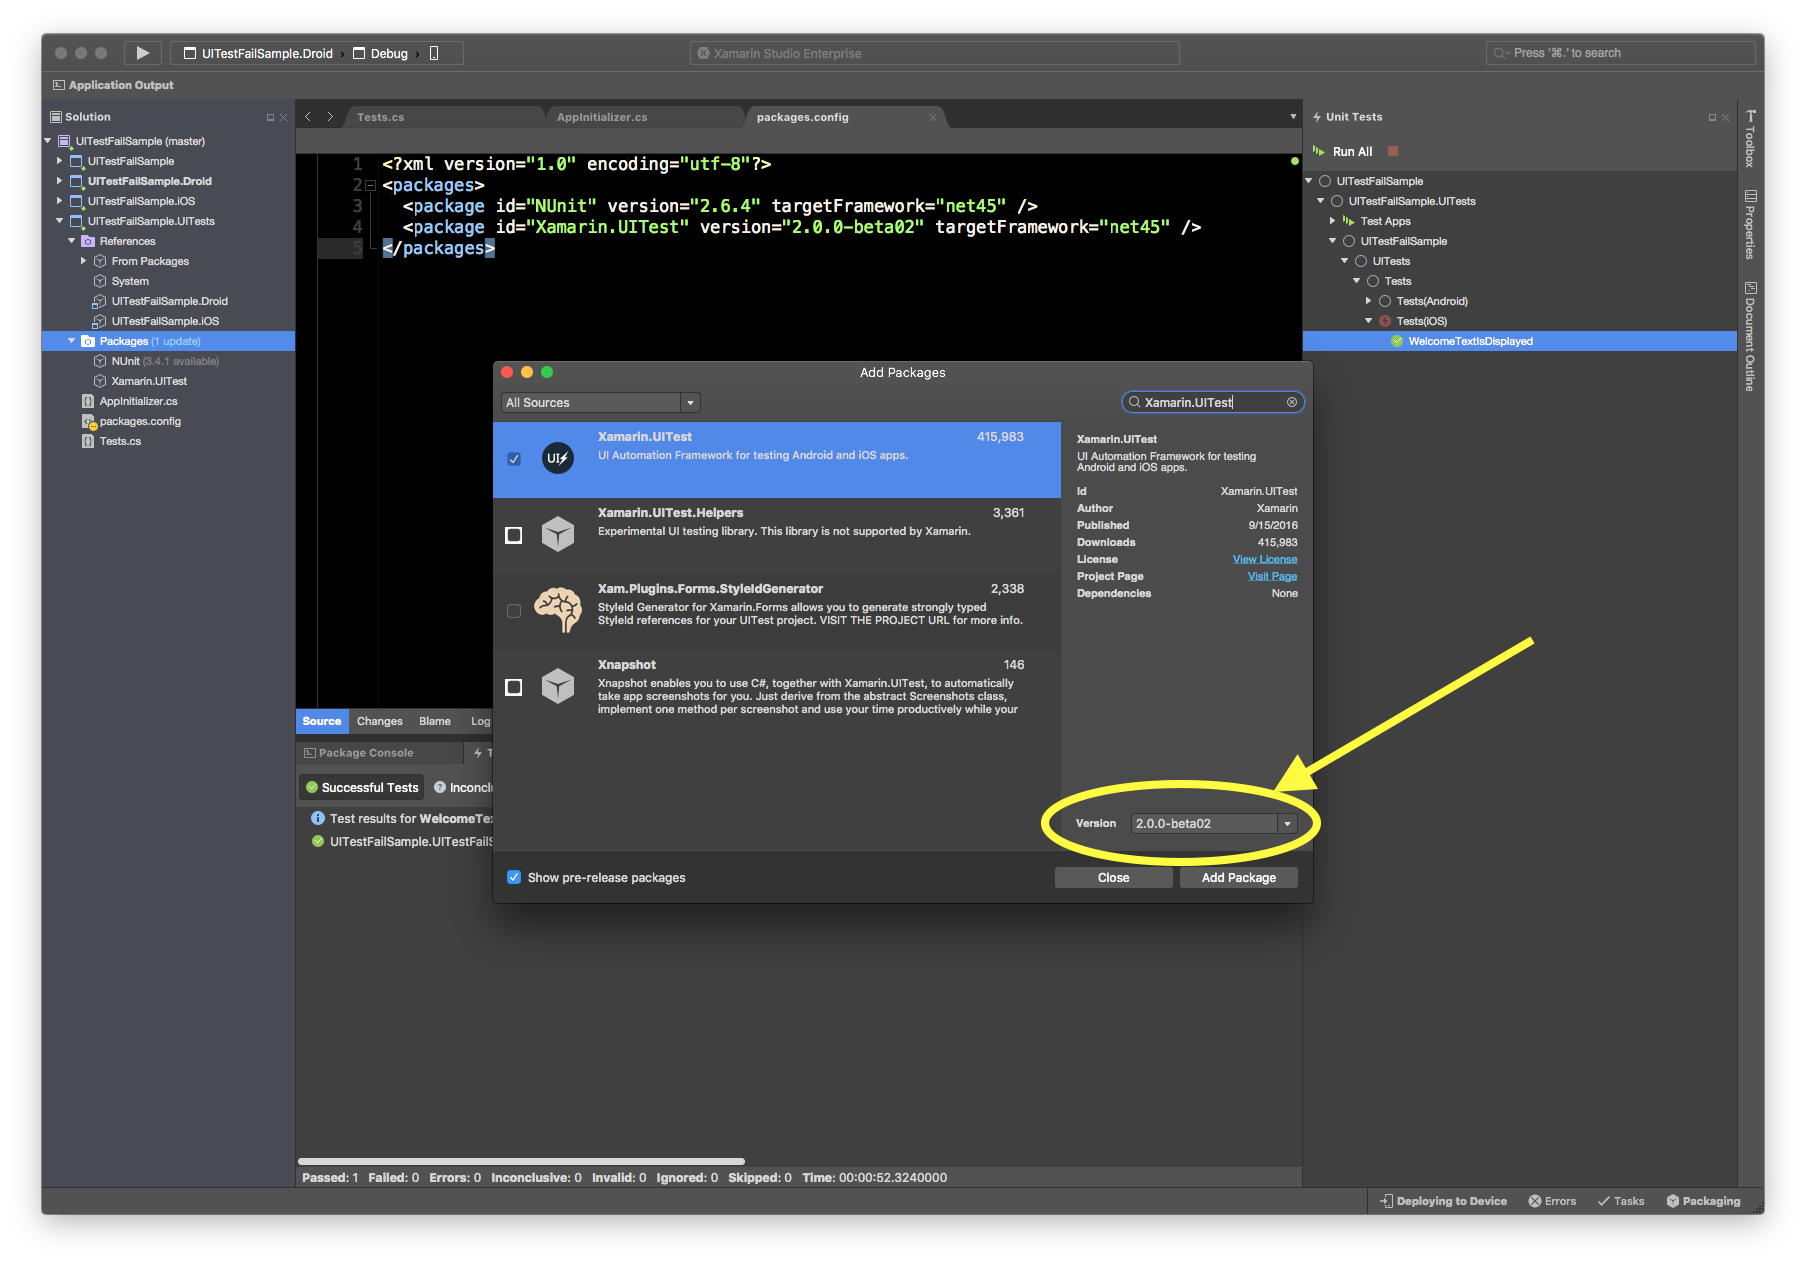 UITestFailSample.Droid › Debug ›
Xamarin Studio Enterprise
Press '⌘.' to search
Application Output
Solution
UITestFailSample (master)
UITestFailSample
UITestFailSample.Droid
UITestFailSample.iOS
UITestFailSample.UITests
References
From Packages
System
UITestFailSample.Droid
UITestFailSample.iOS
Packages (1 update)
NUnit (3.4.1 available)
Xamarin.UITest
AppInitializer.cs
packages.config
Tests.cs
Tests.cs
AppInitializer.cs
packages.config
1 <?xml version="1.0" encoding="utf-8"?>
2 <packages>
3 <package id="NUnit" version="2.6.4" targetFramework="net45" />
4 <package id="Xamarin.UITest" version="2.0.0-beta02" targetFramework="net45" />
5 </packages>
Source Changes Blame Log
Package Console
T
Successful Tests
Inconclu
Test results for WelcomeTex
UITestFailSample.UITestFailS
Passed: 1 Failed: 0 Errors: 0 Inconclusive: 0 Invalid: 0 Ignored: 0 Skipped: 0 Time: 00:00:52.3240000
Add Packages
All Sources
Xamarin.UITest
Xamarin.UITest 415,983
UI Automation Framework for testing Android and iOS apps.
UI
Xamarin.UITest.Helpers 3,361
Experimental UI testing library. This library is not supported by Xamarin.
Xam.Plugins.Forms.StyleIdGenerator 2,338
StyleId Generator for Xamarin.Forms allows you to generate strongly typed
StyleId references for your UITest project. VISIT THE PROJECT URL for more info.
Xnapshot 146
Xnapshot enables you to use C#, together with Xamarin.UITest, to automatically
take app screenshots for you. Just derive from the abstract Screenshots class,
implement one method per screenshot and use your time productively while your
Xamarin.UITest
UI Automation Framework for testing
Android and iOS apps.
Id Xamarin.UITest
Author Xamarin
Published 9/15/2016
Downloads 415,983
License View License
Project Page Visit Page
Dependencies None
Version 2.0.0-beta02
Show pre-release packages
Close
Add Package
Unit Tests
Run All
UITestFailSample
UITestFailSample.UITests
Test Apps
UITestFailSample
UITests
Tests
Tests(Android)
Tests(iOS)
WelcomeTextIsDisplayed
Toolbox
Properties
Document Outline
Deploying to Device
Errors
Tasks
Packaging